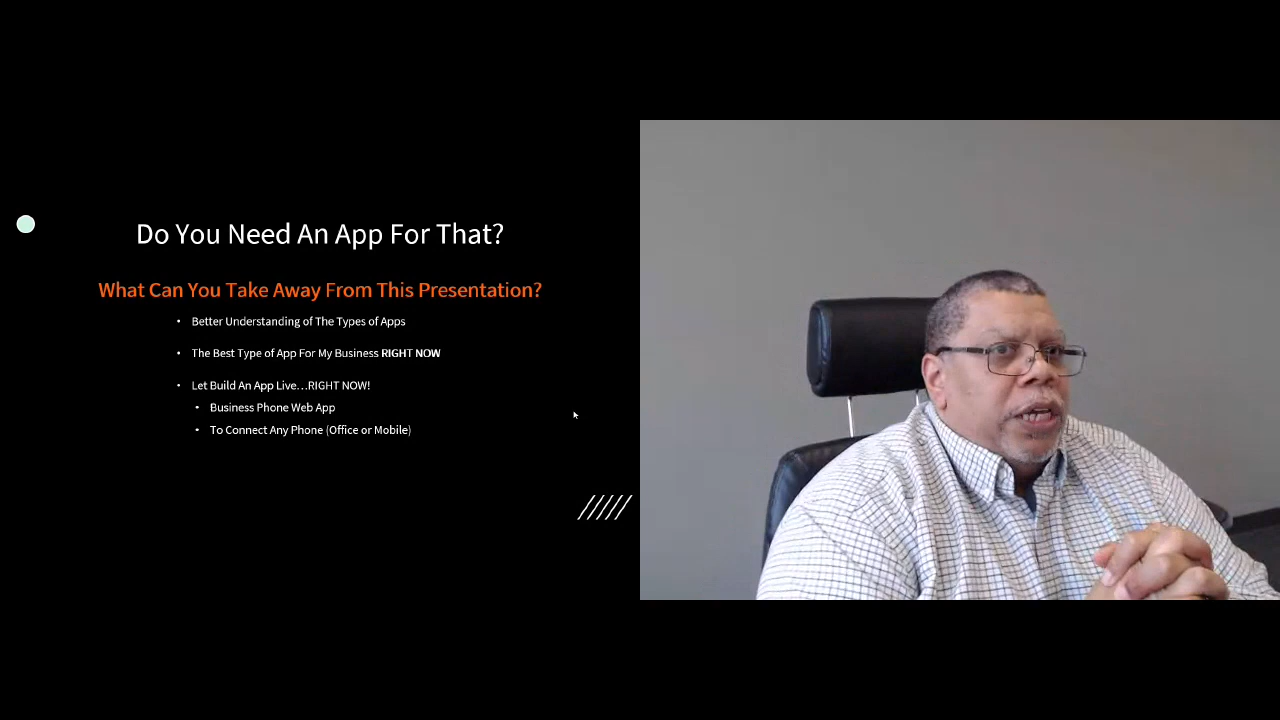 Do You Need An App For That?
What Can You Take Away From This Presentation?
• Better Understanding of The Types of Apps
• The Best Type of App For My Business RIGHT NOW
• Let Build An App Live...RIGHT NOW!
• Business Phone Web App
• To Connect Any Phone (Office or Mobile)